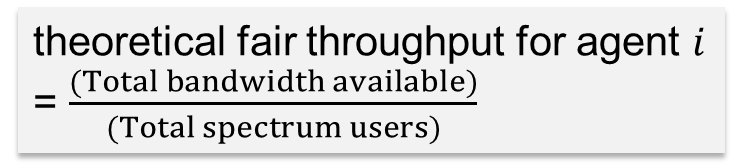 theoretical fair throughput for agent 𝑖
= (Total bandwidth available)
(Total spectrum users)